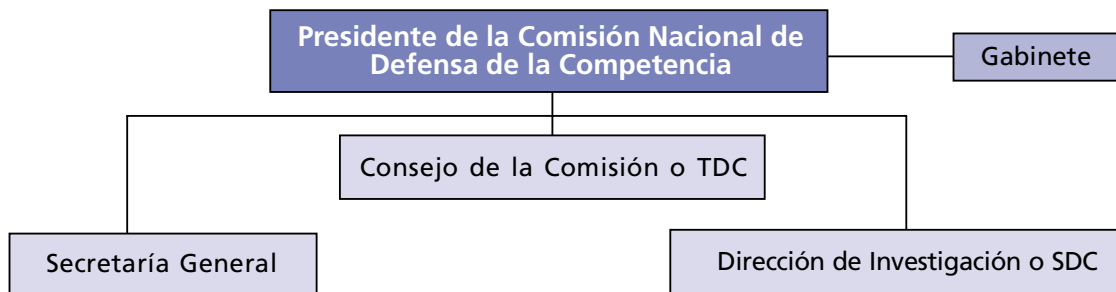 Presidente de la Comisión Nacional de
Defensa de la Competencia
Gabinete
Consejo de la Comisión o TDC
Secretaría General
Dirección de Investigación o SDC